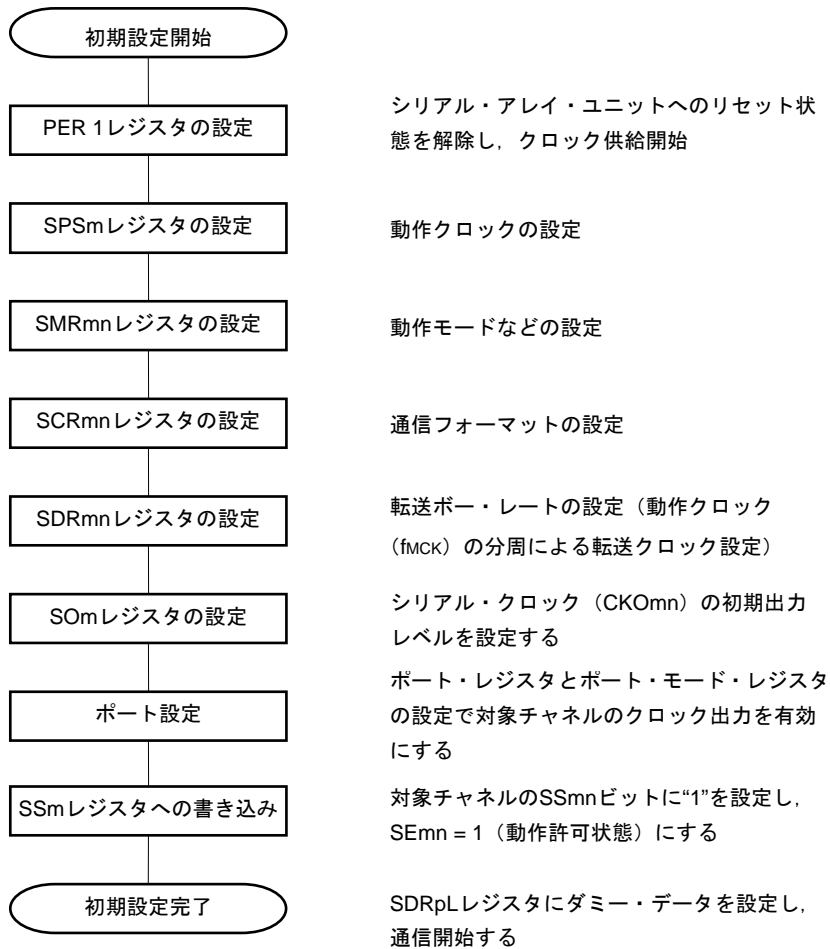 初期設定開始
PER 1レジスタの設定
シリアル・アレイ・ユニットへのリセット状
態を解除し，クロック供給開始
SPSmレジスタの設定
動作クロックの設定
SMRmnレジスタの設定
動作モードなどの設定
SCRmnレジスタの設定
通信フォーマットの設定
SDRmnレジスタの設定
転送ボー・レートの設定（動作クロック
（fMCK）の分周による転送クロック設定）
SOmレジスタの設定
シリアル・クロック（CKOmn）の初期出力
レベルを設定する
ポート設定
ポート・レジスタとポート・モード・レジスタ
の設定で対象チャネルのクロック出力を有効
にする
SSmレジスタへの書き込み
対象チャネルのSSmnビットに“1”を設定し，
SEmn = 1（動作許可状態）にする
初期設定完了
SDRpLレジスタにダミー・データを設定し，
通信開始する